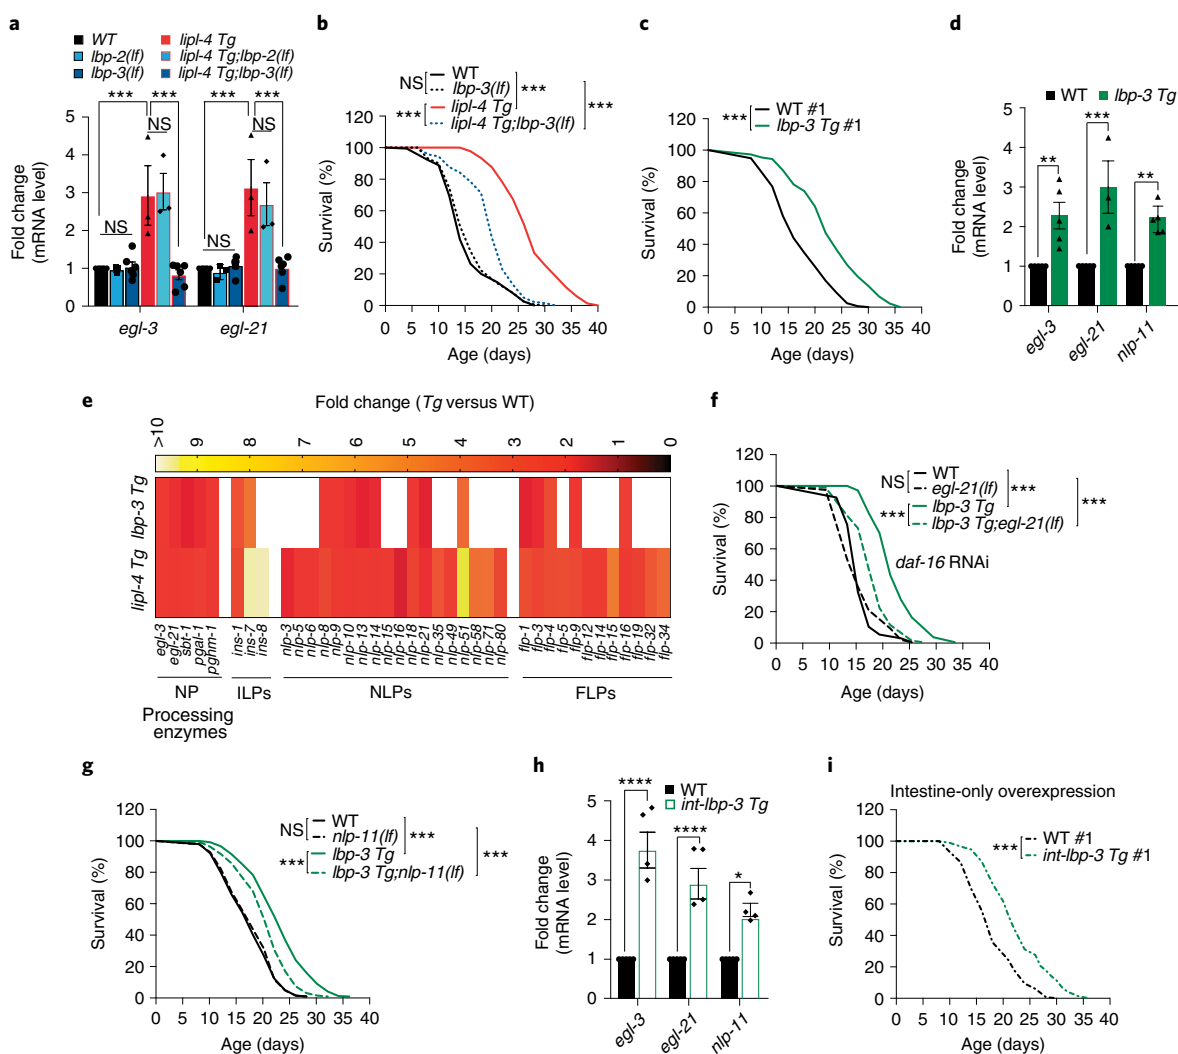 a
WT
lbp-2(lf)
lbp-3(lf)
lipl-4 Tg
lipl-4 Tg;lbp-2(lf)
lipl-4 Tg;lbp-3(lf)
*** *** *** ***
NS NS
NS NS
Fold change
(mRNA level)
5
4
3
2
1
0
egl-3 egl-21
b
WT
lbp-3(lf)
lipl-4 Tg
lipl-4 Tg;lbp-3(lf)
NS
***
***
***
Survival (%)
120
100
80
60
40
20
0
0 5 10 15 20 25 30 35 40
Age (days)
c
WT #1
lbp-3 Tg #1
***
Survival (%)
120
100
80
60
40
20
0
0 5 10 15 20 25 30 35 40
Age (days)
d
WT lbp-3 Tg
** *** **
Fold change
(mRNA level)
5
4
3
2
1
0
egl-3 egl-21 nlp-11
e
Fold change (Tg versus WT)
>10 9 8 7 6 5 4 3 2 1 0
lbp-3 Tg
lipl-4 Tg
egl-3 egl-21 sbt-1 pgal-1 pghm-1 ins-1 ins-7 ins-8 nlp-3 nlp-5 nlp-6 nlp-8 nlp-9 nlp-10 nlp-11 nlp-13 nlp-14 nlp-15 nlp-16 nlp-18 nlp-21 nlp-35 nlp-49 nlp-51 nlp-58 nlp-71 nlp-80 flp-1 flp-3 flp-4 flp-5 flp-9 flp-12 flp-14 flp-15 flp-16 flp-19 flp-32 flp-34
NP ILPs NLPs FLPs
Processing
enzymes
f
WT
egl-21(lf)
lbp-3 Tg
lbp-3 Tg;egl-21(lf)
NS
***
***
***
daf-16 RNAi
Survival (%)
120
100
80
60
40
20
0
0 5 10 15 20 25 30 35 40
Age (days)
g
WT
nlp-11(lf)
lbp-3 Tg
lbp-3 Tg;nlp-11(lf)
NS
***
***
***
Survival (%)
120
100
80
60
40
20
0
0 5 10 15 20 25 30 35 40
Age (days)
h
WT
int-lbp-3 Tg
**** **** *
Fold change
(mRNA level)
5
4
3
2
1
0
egl-3 egl-21 nlp-11
i
Intestine-only overexpression
WT #1
int-lbp-3 Tg #1
***
Survival (%)
120
100
80
60
40
20
0
0 5 10 15 20 25 30 35 40
Age (days)